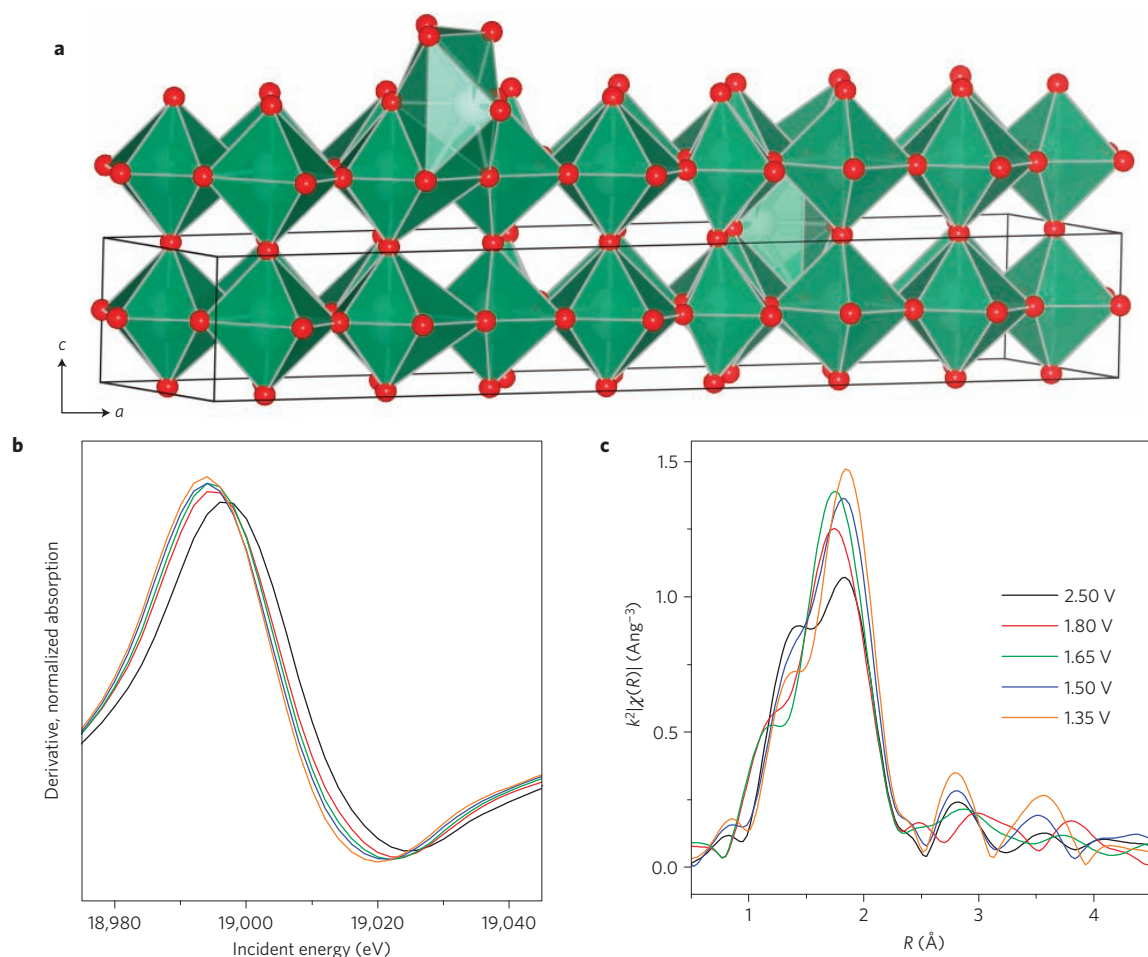 a
c
a
b
Derivative, normalized absorption
18,980
19,000
19,020
19,040
Incident energy (eV)
c
k²|χ(R)| (Ang⁻³)
1.5
1.0
0.5
0.0
2.50 V
1.80 V
1.65 V
1.50 V
1.35 V
1
2
3
4
R (Å)